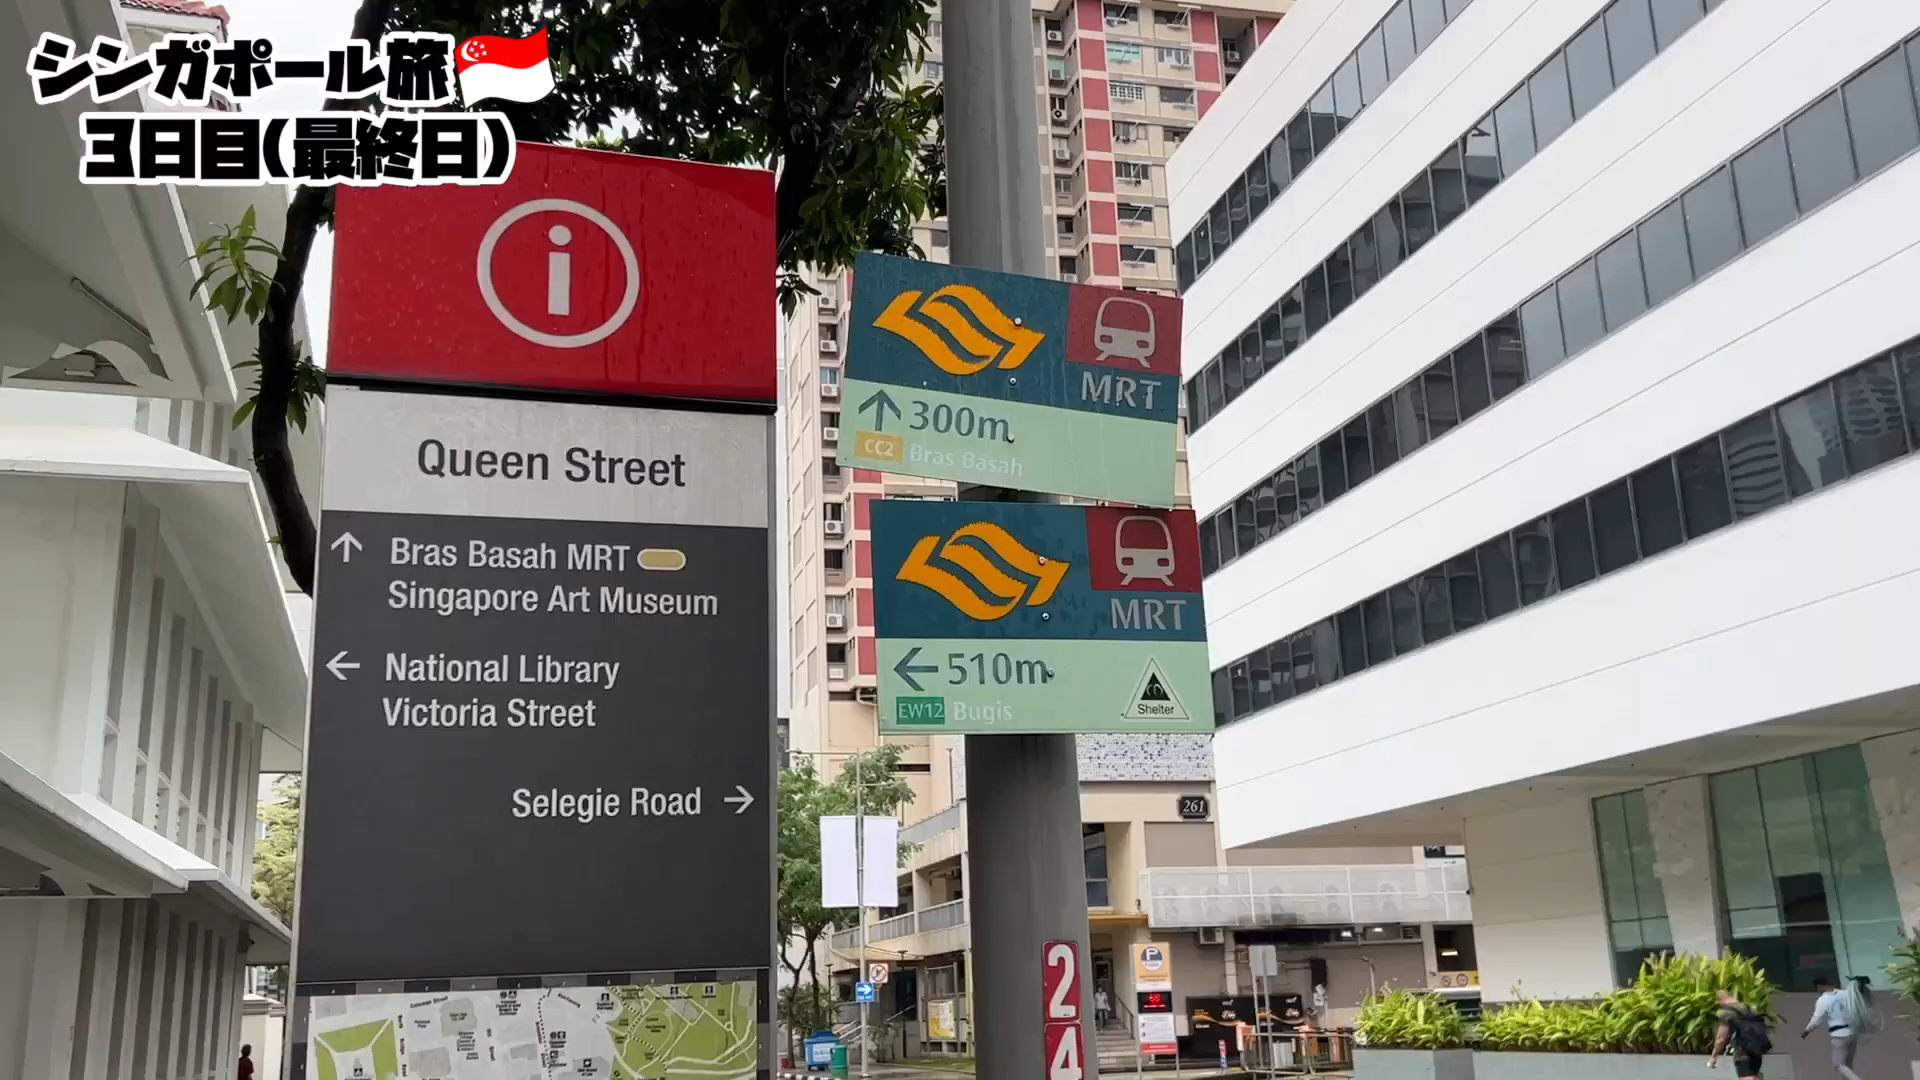 シンガポール旅🇸🇬
3日目(最終日)
i
Queen Street
↑ Bras Basah MRT
Singapore Art Museum
← National Library
Victoria Street
Selegie Road →
MRT
↑ 300m
CC2 Bras Basah
MRT
← 510m
EW12 Bugis
Shelter
261
24
P